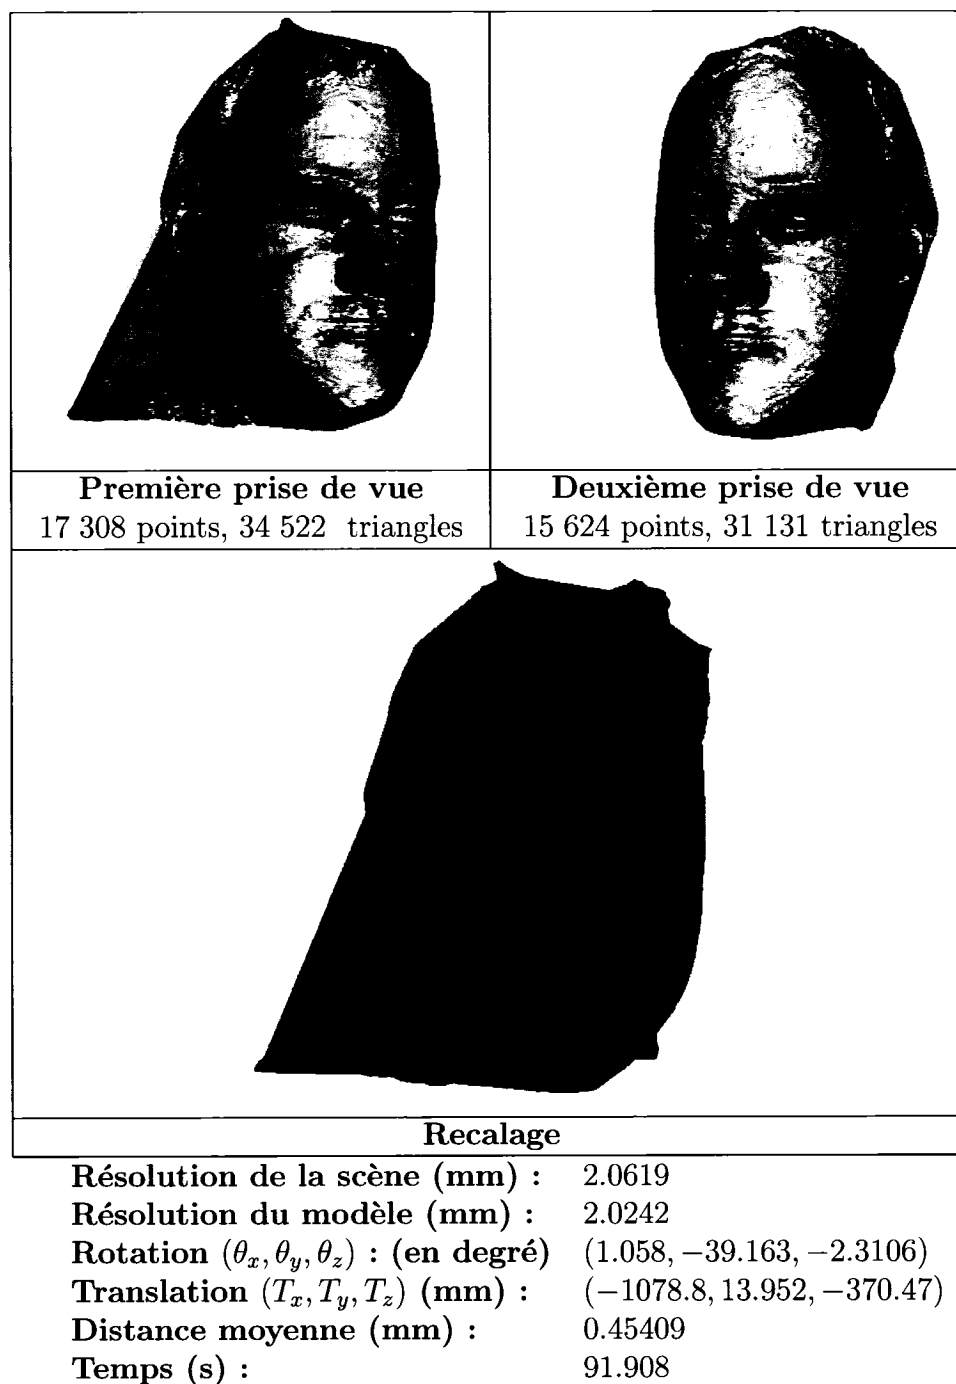 Première prise de vue
17 308 points, 34 522 triangles
Deuxième prise de vue
15 624 points, 31 131 triangles
Recalage
Résolution de la scène (mm) : 2.0619
Résolution du modèle (mm) : 2.0242
Rotation (θx, θy, θz) : (en degré) (1.058, −39.163, −2.3106)
Translation (Tx, Ty, Tz) (mm) : (−1078.8, 13.952, −370.47)
Distance moyenne (mm) : 0.45409
Temps (s) : 91.908